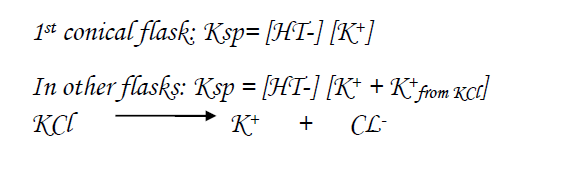 1st conical flask: Ksp= [HT-] [K+]
In other flasks: Ksp = [HT-] [K+ + K+from KCl]
KCl ⟶ K+ + CL-